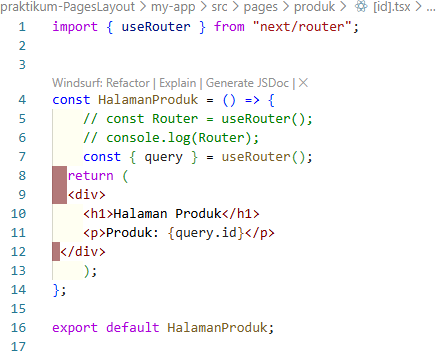 praktikum-PagesLayout > my-app > src > pages > produk > [id].tsx > ...
1 import { useRouter } from "next/router";
2
3
Windsurf: Refactor | Explain | Generate JSDoc | ×
4 const HalamanProduk = () => {
5 // const Router = useRouter();
6 // console.log(Router);
7 const { query } = useRouter();
8 return (
9 <div>
10 <h1>Halaman Produk</h1>
11 <p>Produk: {query.id}</p>
12 </div>
13 );
14 };
15
16 export default HalamanProduk;
17